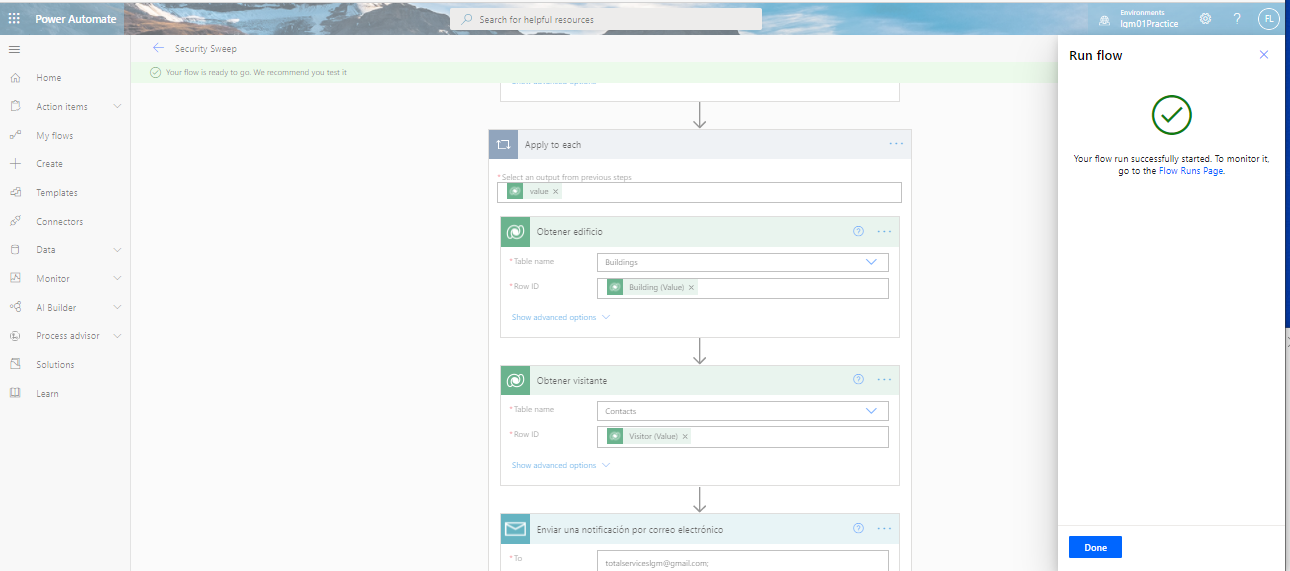 Power Automate
Search for helpful resources
Environments
lqm01Practice
?
FL
Security Sweep
Your flow is ready to go. We recommend you test it
Home
Action items
My flows
Create
Templates
Connectors
Data
Monitor
AI Builder
Process advisor
Solutions
Learn
Apply to each
...
*Select an output from previous steps
value ×
Obtener edificio
? ...
*Table name
Buildings
*Row ID
Building (Value) ×
Show advanced options
Obtener visitante
? ...
*Table name
Contacts
*Row ID
Visitor (Value) ×
Show advanced options
Enviar una notificación por correo electrónico
? ...
*To
totalserviceslgm@gmail.com;
Run flow
Your flow run successfully started. To monitor it,
go to the Flow Runs Page.
Done